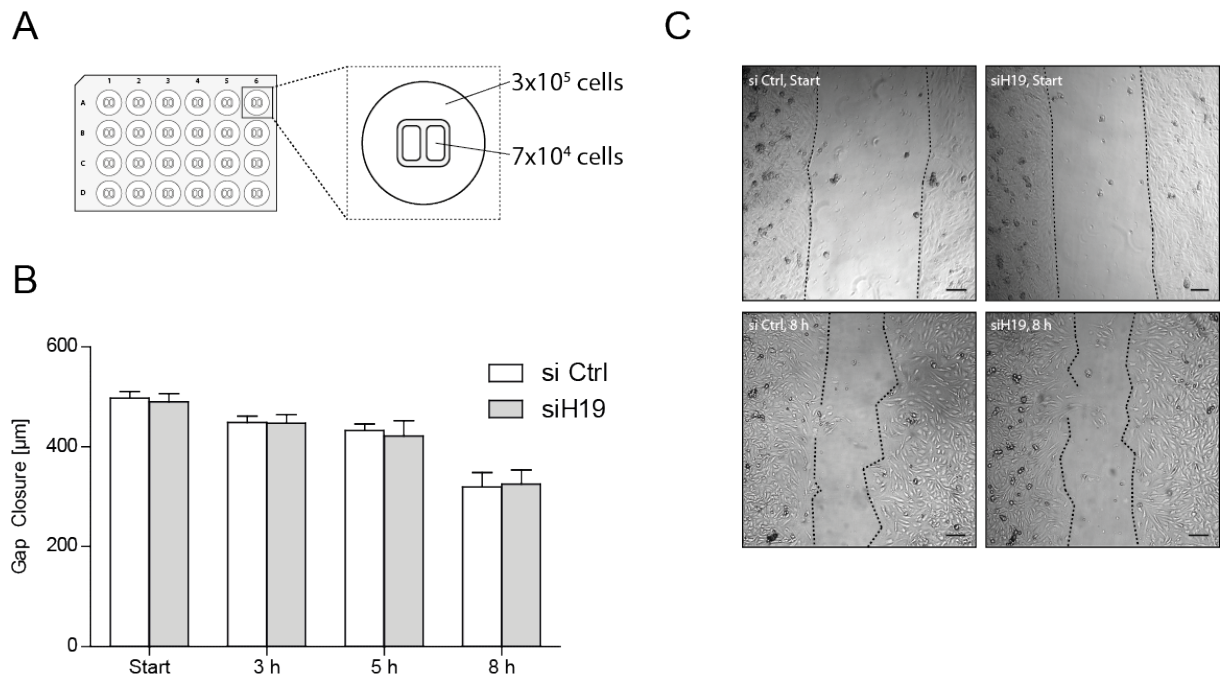 A
1 2 3 4 5 6
A
B
C
D
3x10⁵ cells
7x10⁴ cells
B
Gap Closure [µm]
600
400
200
0
si Ctrl
siH19
Start 3 h 5 h 8 h
C
si Ctrl, Start
siH19, Start
si Ctrl, 8 h
siH19, 8 h